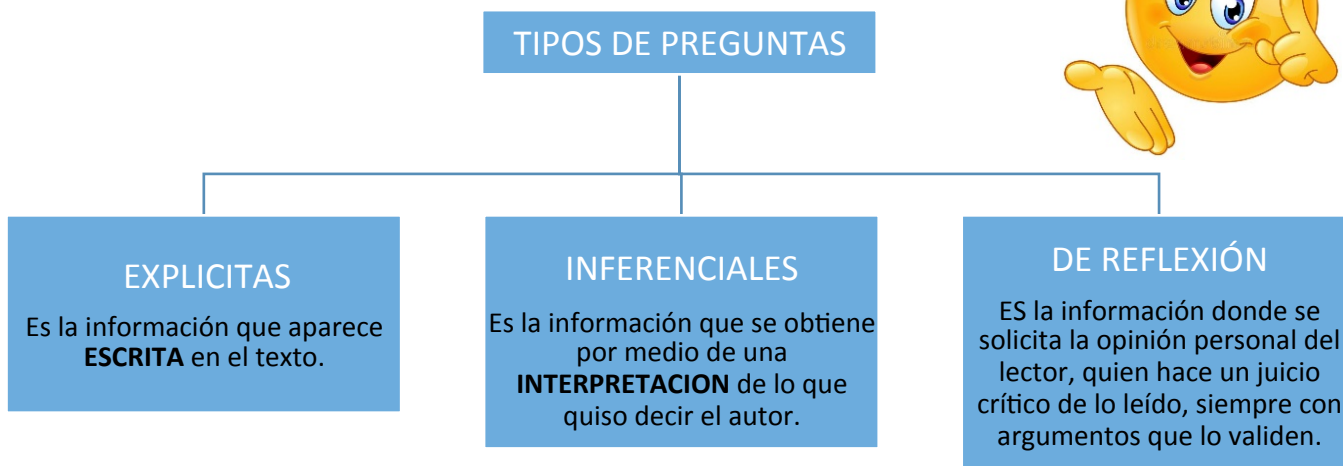 TIPOS DE PREGUNTAS
EXPLICITAS
Es la información que aparece
ESCRITA en el texto.
INFERENCIALES
Es la información que se obtiene
por medio de una
INTERPRETACION de lo que
quiso decir el autor.
DE REFLEXIÓN
ES la información donde se
solicita la opinión personal del
lector, quien hace un juicio
crítico de lo leído, siempre con
argumentos que lo validen.